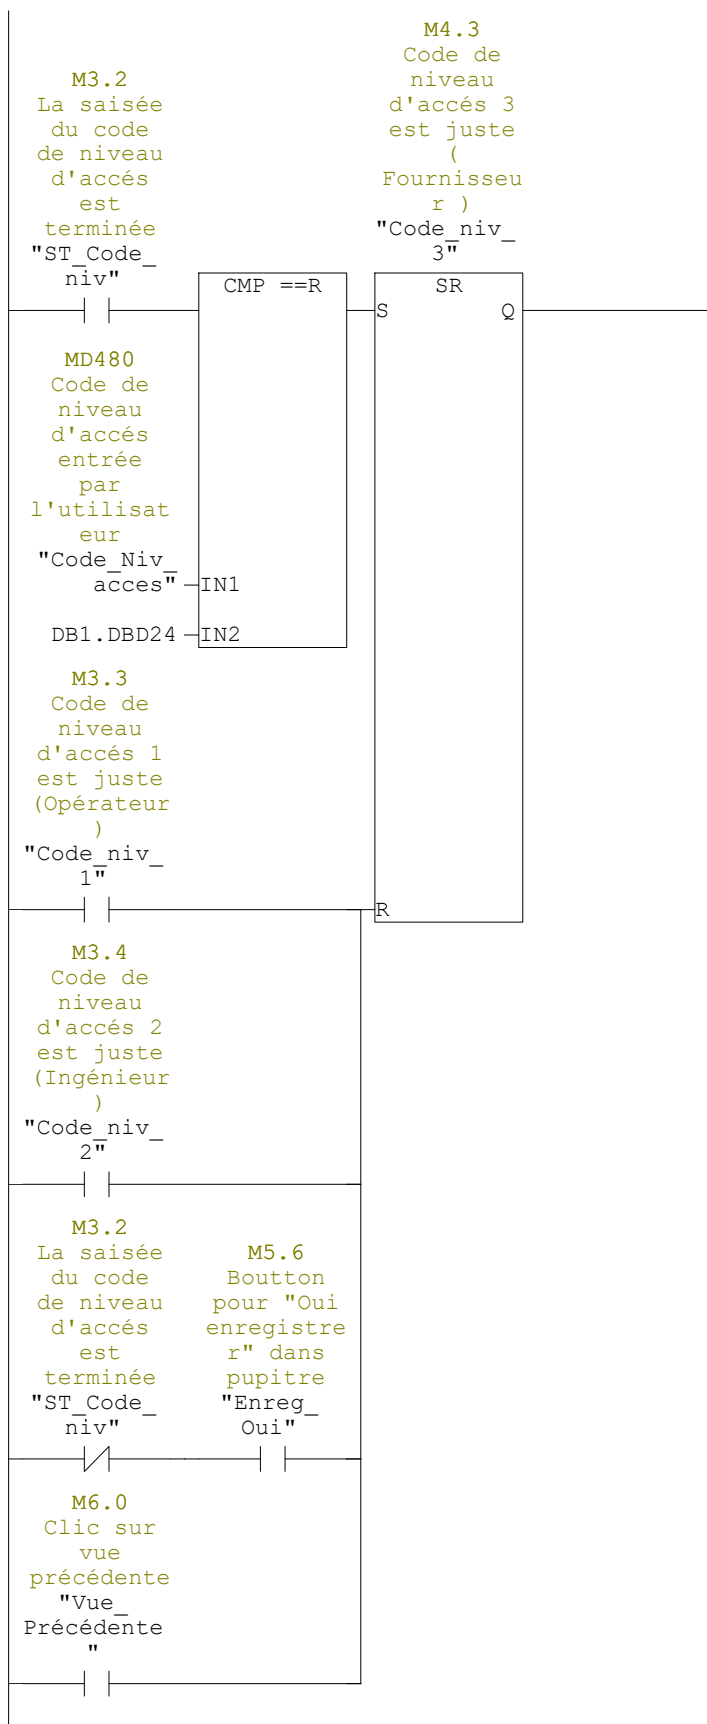 M4.3
Code de
niveau
d'accés 3
est juste
(
Fournisseu
r )
"Code_niv_
3"
M3.2
La saisée
du code
de niveau
d'accés
est
terminée
"ST_Code_
niv"
CMP ==R
SR
S
Q
MD480
Code de
niveau
d'accés
entrée
par
l'utilisat
eur
"Code_Niv_
acces"
IN1
DB1.DBD24
IN2
M3.3
Code de
niveau
d'accés 1
est juste
(Opérateur
)
"Code_niv_
1"
R
M3.4
Code de
niveau
d'accés 2
est juste
(Ingénieur
)
"Code_niv_
2"
M3.2
La saisée
du code
de niveau
d'accés
est
terminée
"ST_Code_
niv"
M5.6
Boutton
pour "Oui
enregistre
r" dans
pupitre
"Enreg_
Oui"
M6.0
Clic sur
vue
précédente
"Vue_
Précédente
"